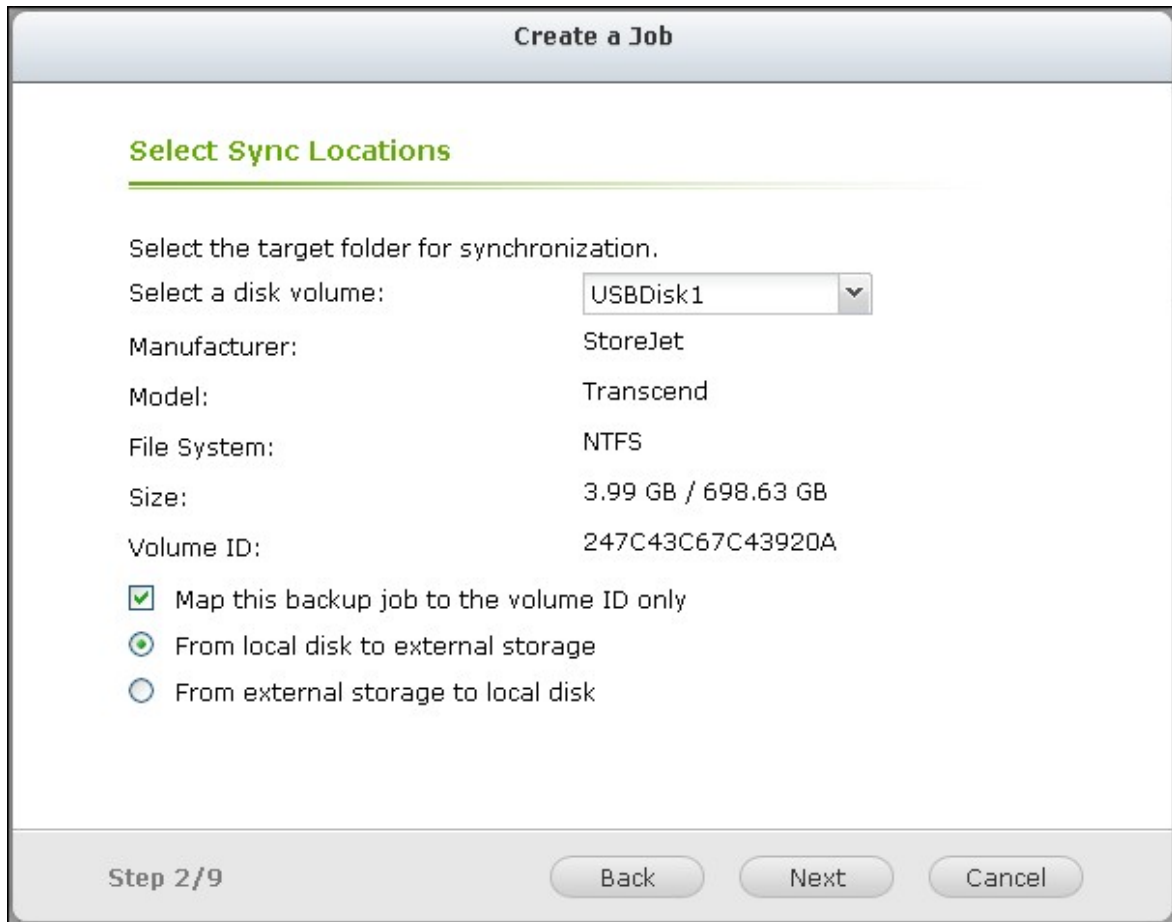 Create a Job
Select Sync Locations
Select the target folder for synchronization.
Select a disk volume: USBDisk1
Manufacturer: StoreJet
Model: Transcend
File System: NTFS
Size: 3.99 GB / 698.63 GB
Volume ID: 247C43C67C43920A
Map this backup job to the volume ID only
From local disk to external storage
From external storage to local disk
Step 2/9 Back Next Cancel